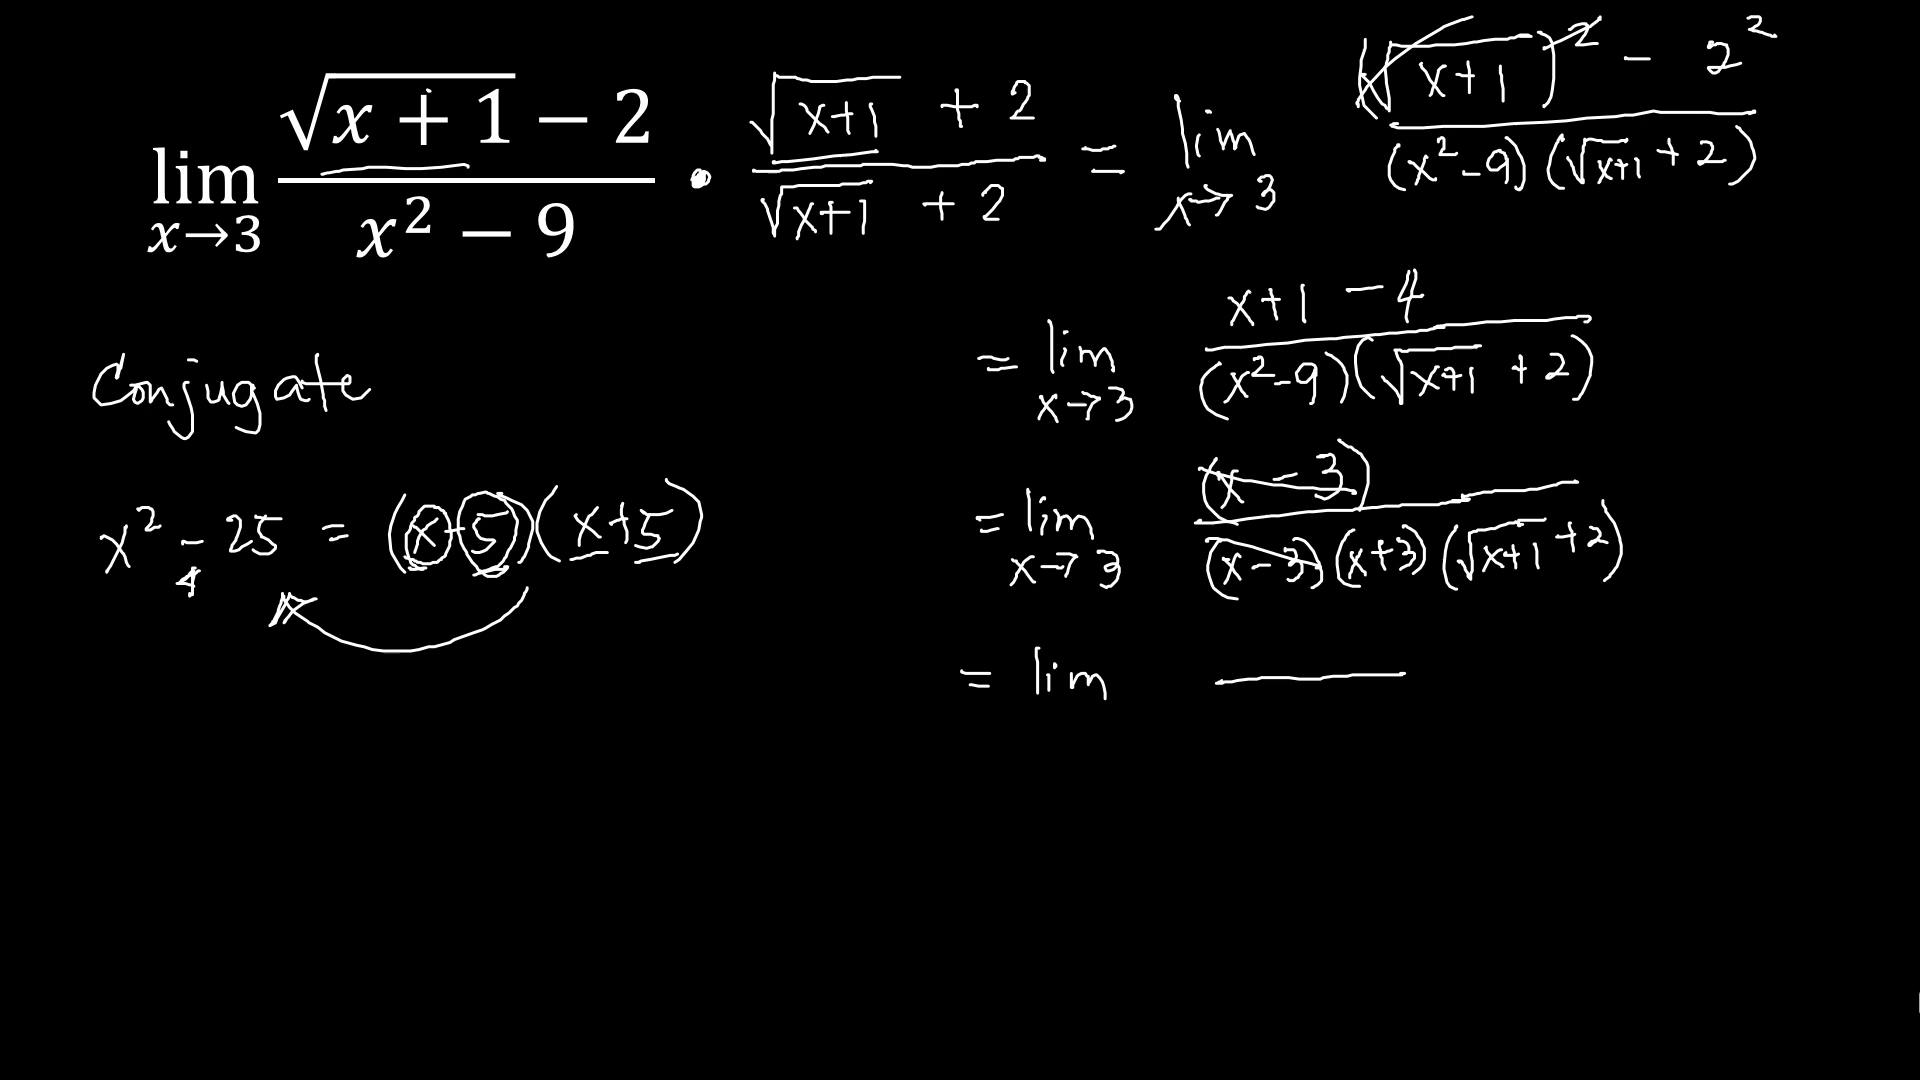 lim x→3 (√(x + 1) − 2)/(x² − 9) • (√(x+1) + 2)/(√(x+1) + 2) = lim x→3 ((√(x+1))² − 2²)/((x²−9)(√(x+1) + 2))
= lim x→3 (x+1 − 4)/((x²−9)(√(x+1) + 2))
Conjugate
x² − 25 = (x−5)(x+5)
4
= lim x→3 (x − 3)/((x−3)(x+3)(√(x+1) + 2))
= lim —